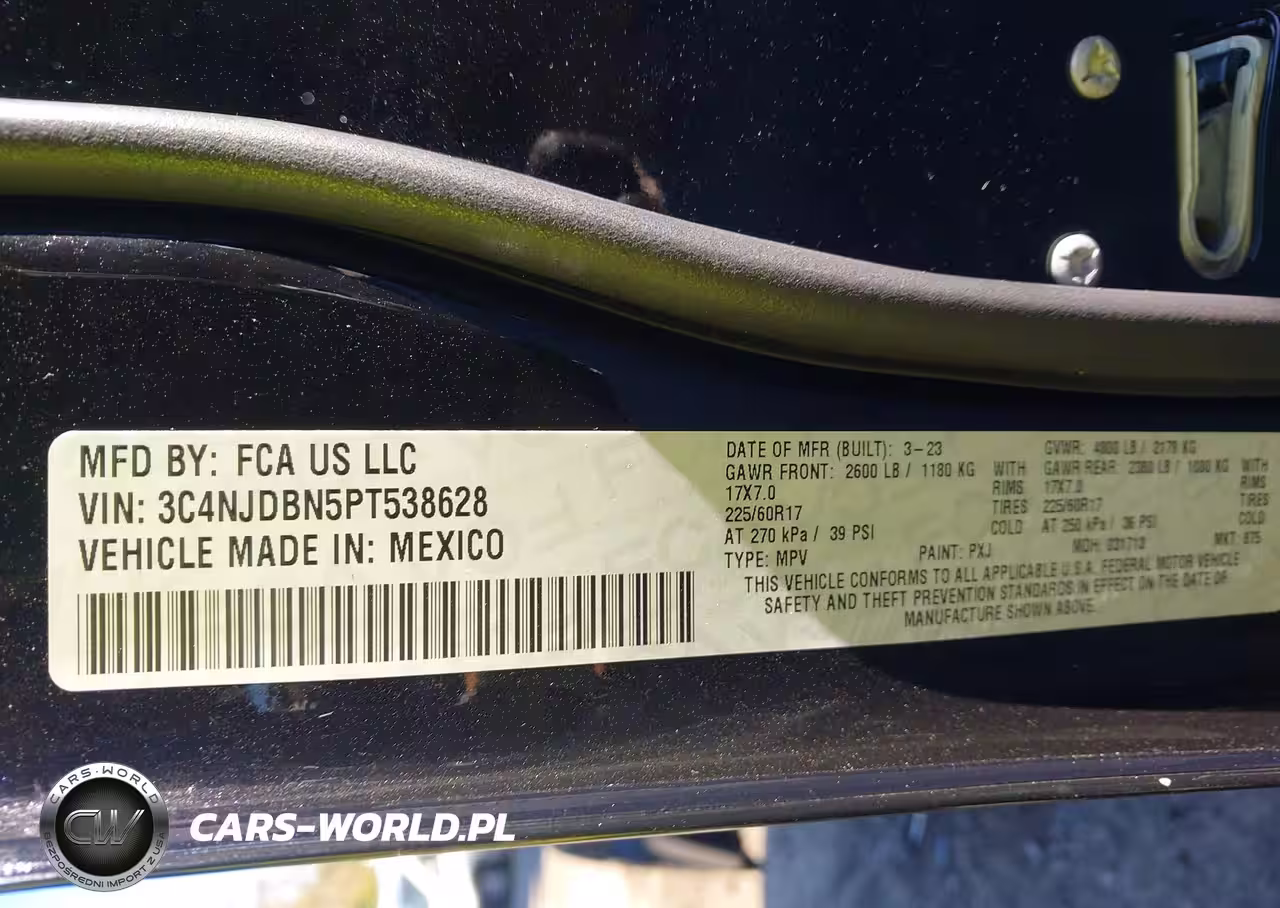 MFD BY: FCA US LLC
VIN: 3C4NJDBN5PT538628
VEHICLE MADE IN: MEXICO
DATE OF MFR (BUILT): 3-23
GVWR: 4800 LB / 2178 KG
GAWR FRONT: 2600 LB / 1180 KG WITH
GAWR REAR: 2380 LB / 1080 KG WITH
17X7.0 RIMS
17X7.0 RIMS
225/60R17 TIRES
225/60R17 TIRES
AT 270 kPa / 39 PSI COLD
AT 250 kPa / 36 PSI COLD
TYPE: MPV PAINT: PXJ MDH: MKT:
THIS VEHICLE CONFORMS TO ALL APPLICABLE U.S.A. FEDERAL MOTOR VEHICLE
SAFETY AND THEFT PREVENTION STANDARDS IN EFFECT ON THE DATE OF
MANUFACTURE SHOWN ABOVE.
CARS-WORLD
CW
BEZPOŚREDNI IMPORT Z USA
CARS-WORLD.PL